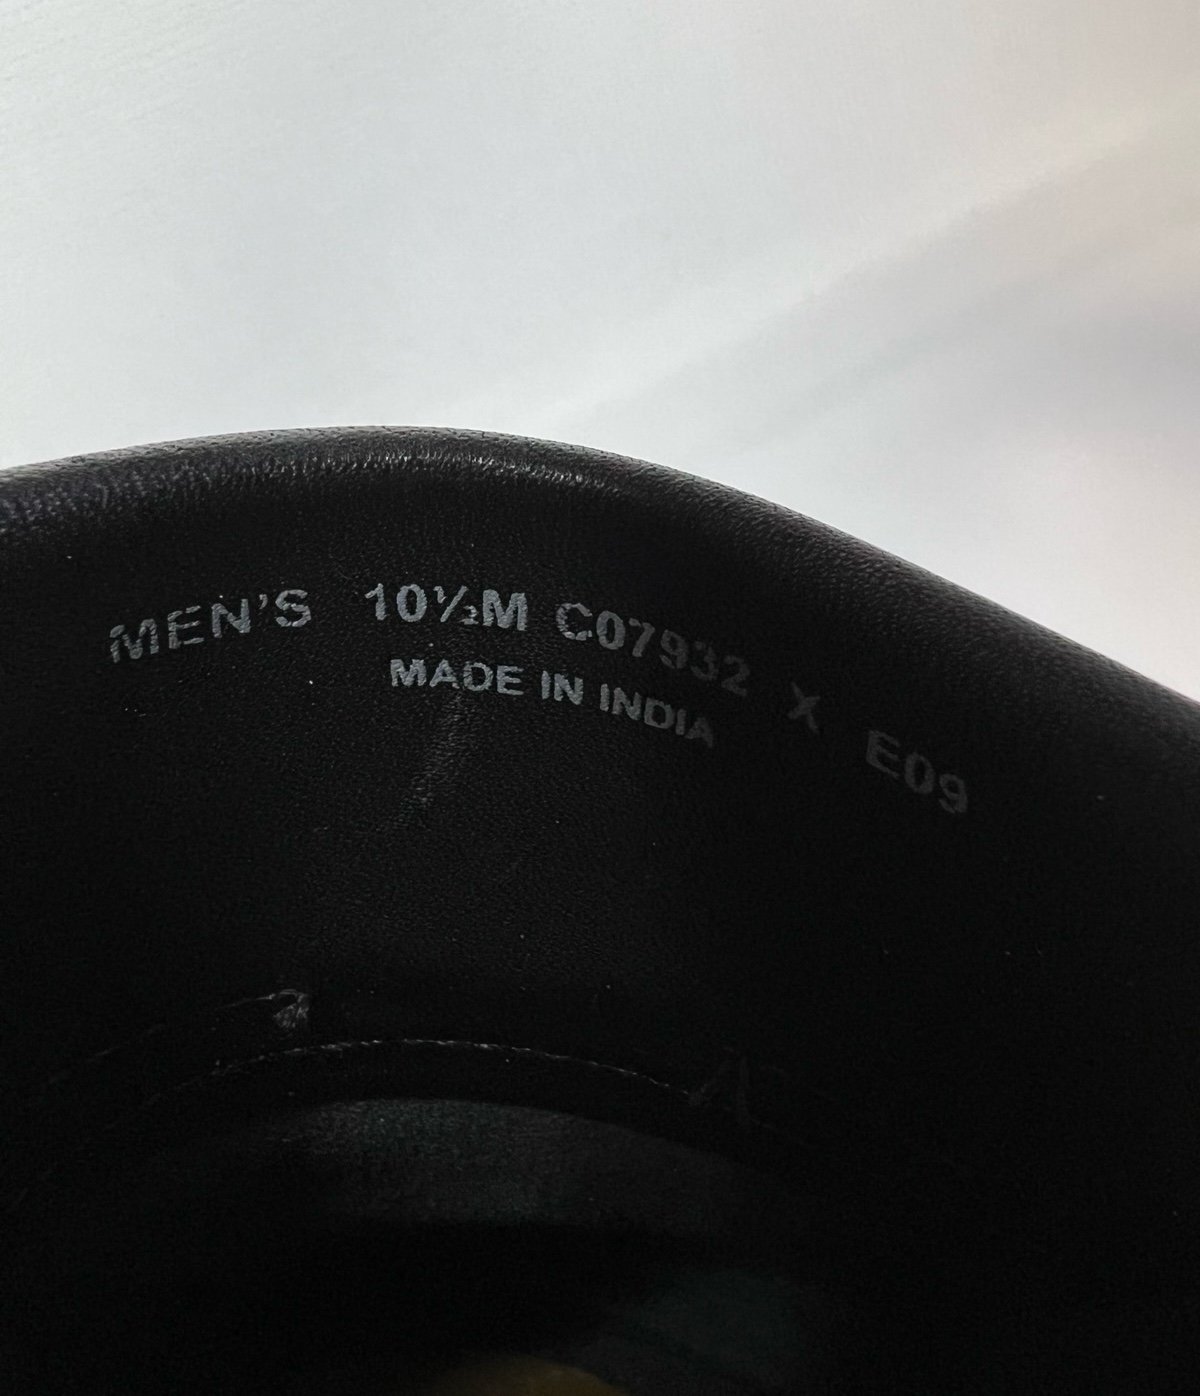 MEN'S 10½M C07932 X E09
MADE IN INDIA